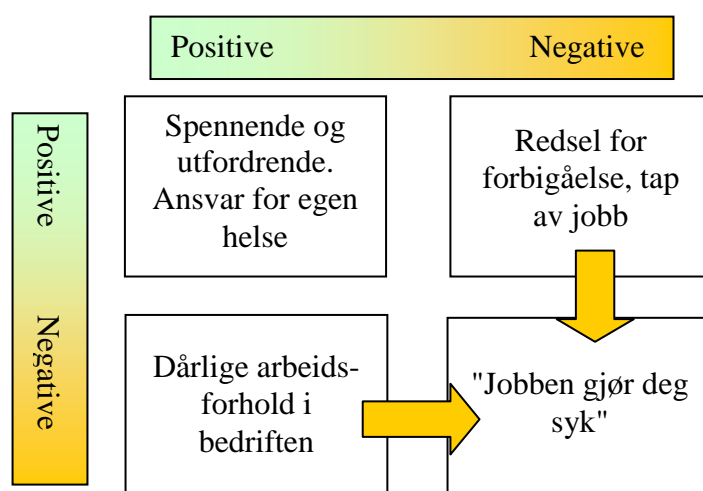 Positive Negative
Positive
Negative
Spennende og
utfordrende.
Ansvar for egen
helse
Redsel for
forbigåelse, tap
av jobb
Dårlige arbeids-
forhold i
bedriften
"Jobben gjør deg
syk"